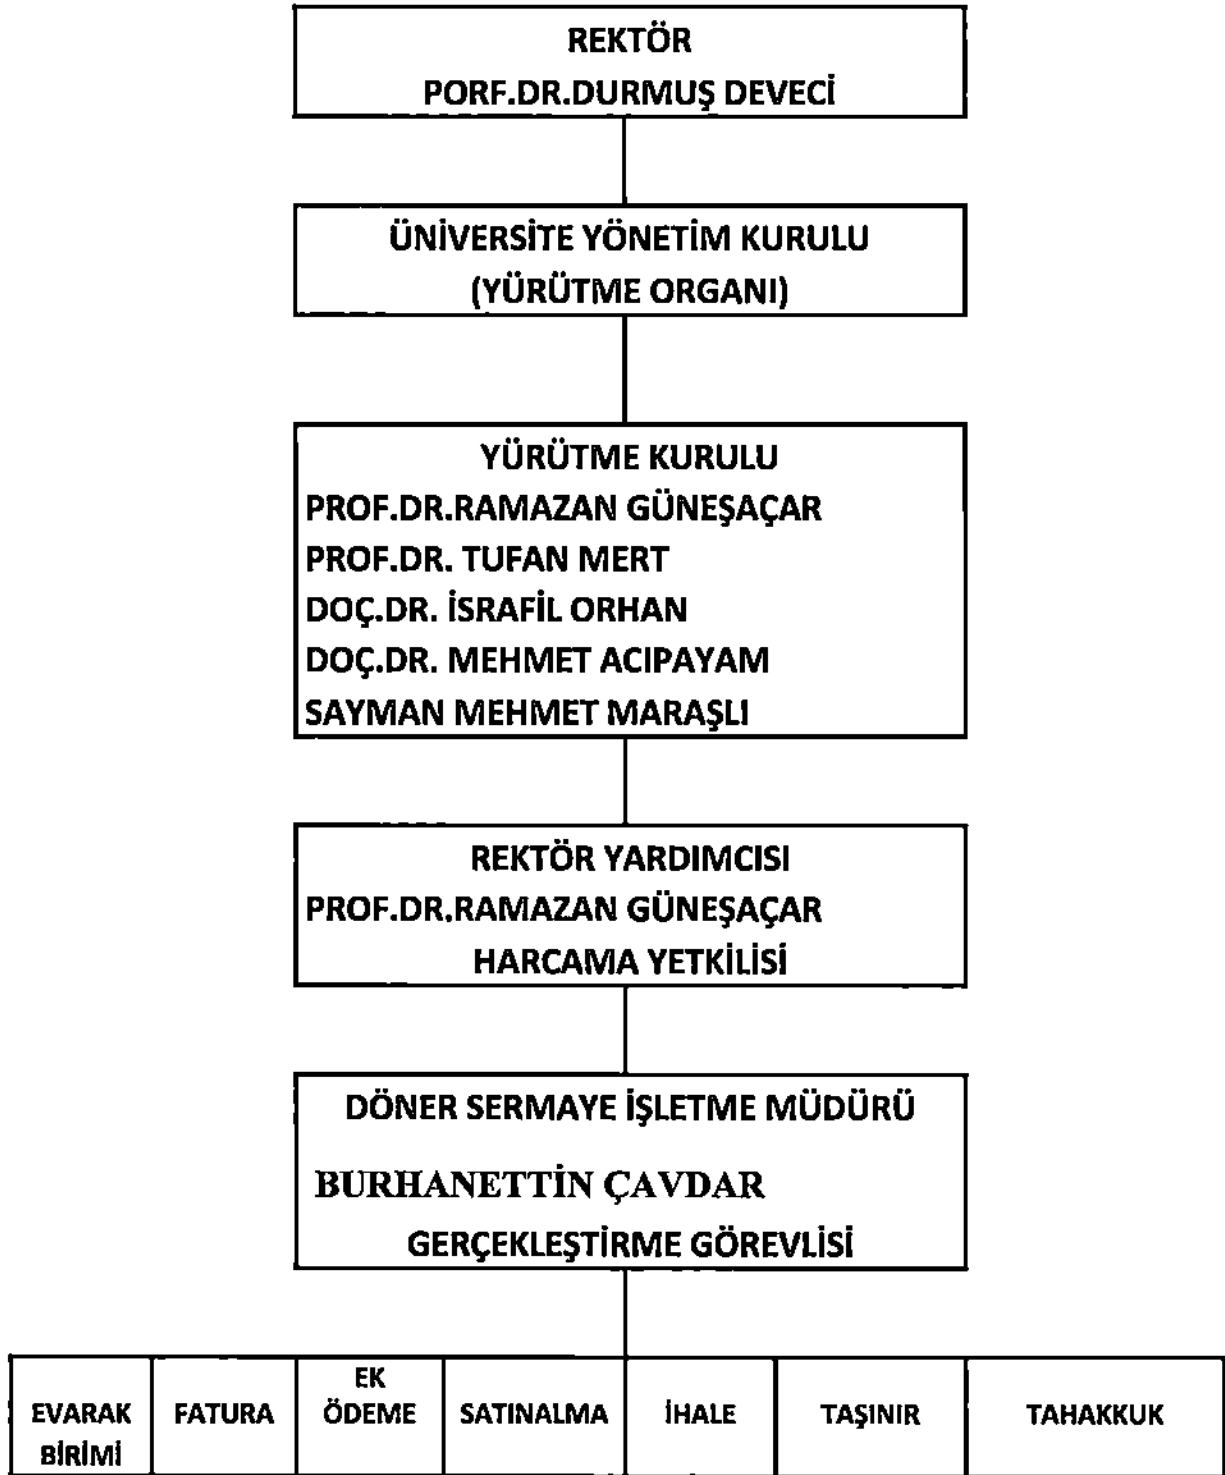 REKTÖR
PORF.DR.DURMUŞ DEVECİ
ÜNİVERSİTE YÖNETİM KURULU
(YÜRÜTME ORGANI)
YÜRÜTME KURULU
PROF.DR.RAMAZAN GÜNEŞAÇAR
PROF.DR. TUFAN MERT
DOÇ.DR. İSRAFİL ORHAN
DOÇ.DR. MEHMET ACIPAYAM
SAYMAN MEHMET MARAŞLI
REKTÖR YARDIMCISI
PROF.DR.RAMAZAN GÜNEŞAÇAR
HARCAMA YETKİLİSİ
DÖNER SERMAYE İŞLETME MÜDÜRÜ
BURHANETTİN ÇAVDAR
GERÇEKLEŞTİRME GÖREVLİSİ
EVARAK
BİRİMİ
FATURA
EK
ÖDEME
SATINALMA
İHALE
TAŞINIR
TAHAKKUK